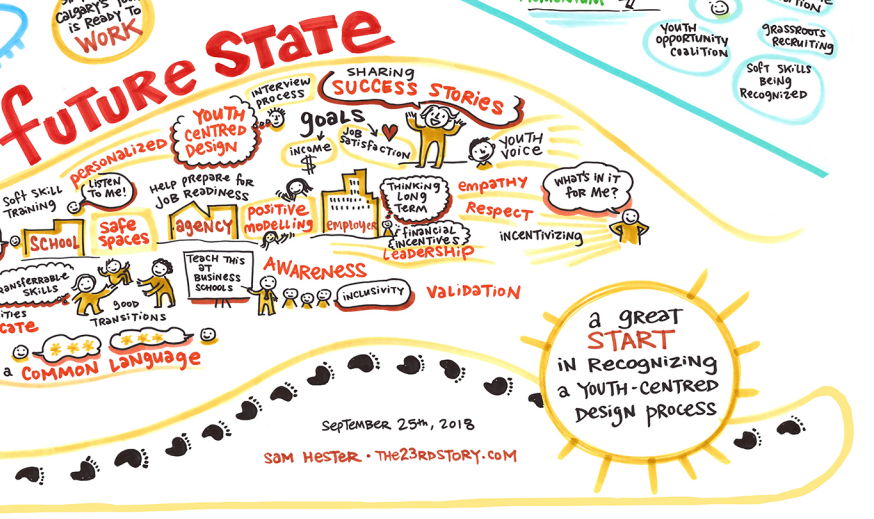 CALGARY'S
IS READY TO
WORK
FUTURE STATE
MOMENTUM
YOUTH
OPPORTUNITY
COALITION
GRASSROOTS
RECRUITING
SOFT SKILLS
BEING
RECOGNIZED
INTERVIEW
PROCESS
SHARING
SUCCESS STORIES
YOUTH
CENTRED
DESIGN
GOALS
INCOME
$
JOB
SATISFACTION
YOUTH
VOICE
PERSONALIZED
SOFT SKILL
TRAINING
LISTEN
TO ME!
HELP PREPARE FOR
JOB READINESS
THINKING
LONG
TERM
EMPATHY
RESPECT
WHAT'S IN IT
FOR ME?
SCHOOL
SAFE
SPACES
AGENCY
POSITIVE
MODELLING
EMPLOYER
FINANCIAL
INCENTIVES
LEADERSHIP
INCENTIVIZING
TRANSFERRABLE
SKILLS
GOOD
TRANSITIONS
TEACH THIS
AT
BUSINESS
SCHOOLS
AWARENESS
INCLUSIVITY
VALIDATION
a COMMON LANGUAGE
a GREAT
START
IN RECOGNIZING
a YOUTH-CENTRED
DESIGN PROCESS
SEPTEMBER 25th, 2018
SAM HESTER • THE23RDSTORY.COM